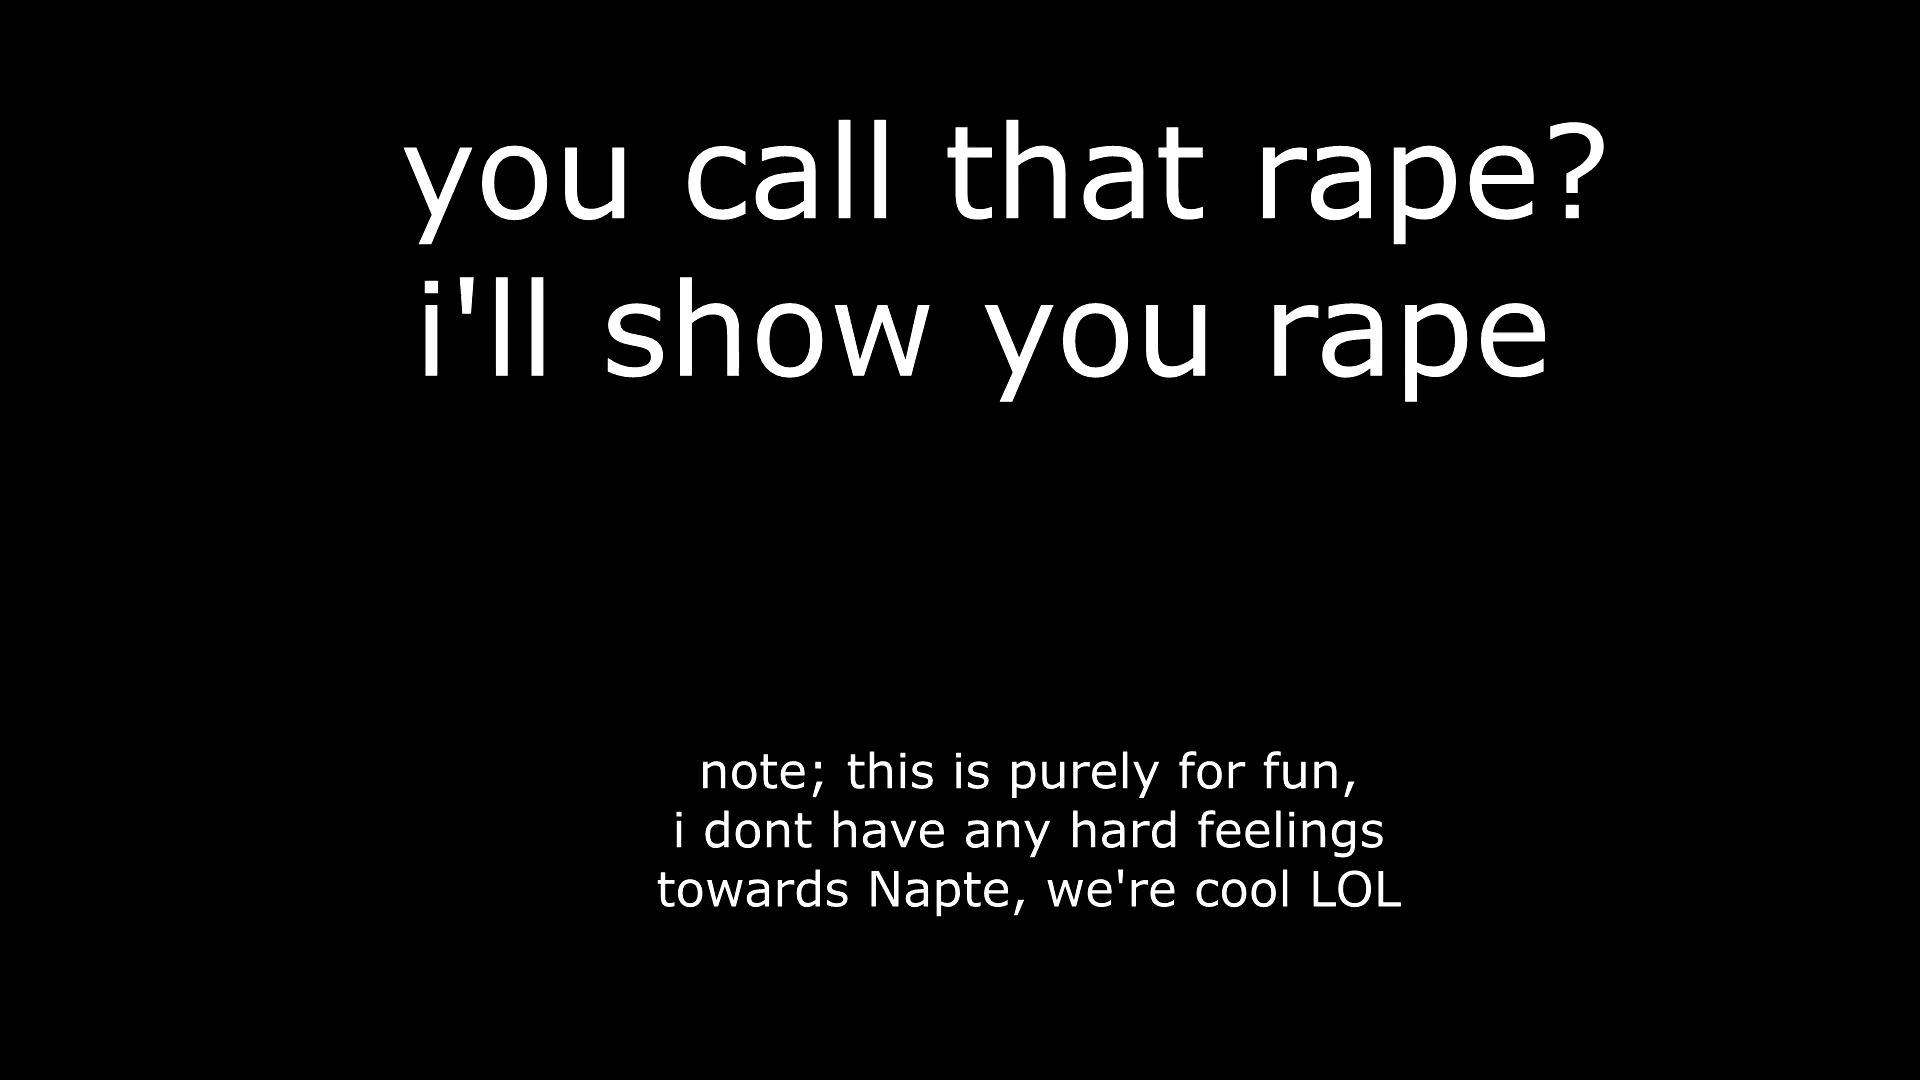 you call that rape?
i'll show you rape
note; this is purely for fun,
i dont have any hard feelings
towards Napte, we're cool LOL